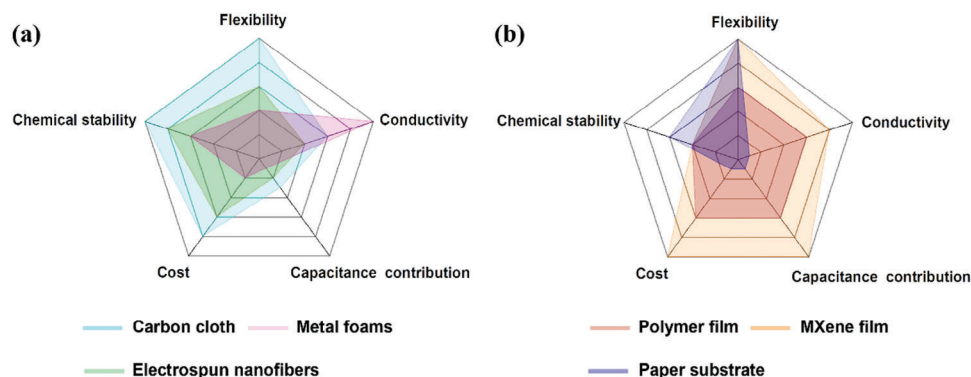 (a)
Flexibility
Chemical stability
Conductivity
Cost
Capacitance contribution
Carbon cloth
Metal foams
Electrospun nanofibers
(b)
Flexibility
Chemical stability
Conductivity
Cost
Capacitance contribution
Polymer film
MXene film
Paper substrate